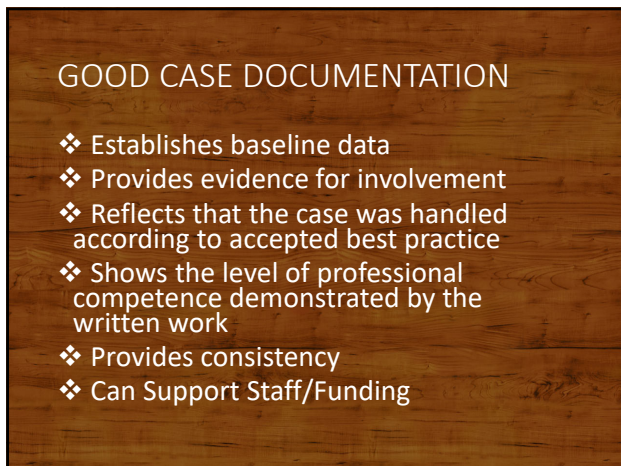 GOOD CASE DOCUMENTATION
❖ Establishes baseline data
❖ Provides evidence for involvement
❖ Reflects that the case was handled
according to accepted best practice
❖ Shows the level of professional
competence demonstrated by the
written work
❖ Provides consistency
❖ Can Support Staff/Funding